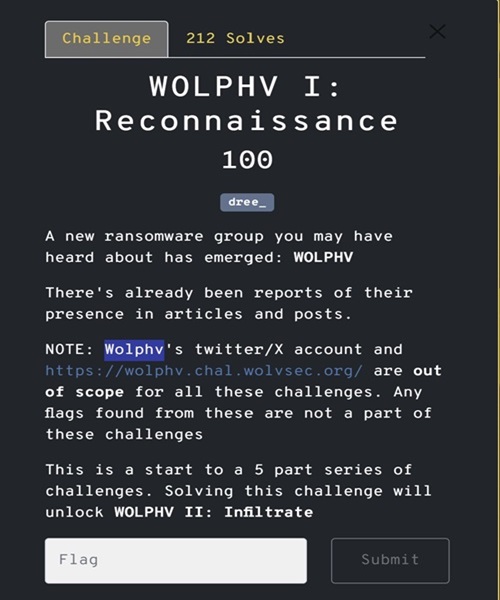 Challenge 212 Solves
WOLPHV I:
Reconnaissance
100
dree_
A new ransomware group you may have
heard about has emerged: WOLPHV
There's already been reports of their
presence in articles and posts.
NOTE: Wolphv's twitter/X account and
https://wolphv.chal.wolvsec.org/ are out
of scope for all these challenges. Any
flags found from these are not a part of
these challenges
This is a start to a 5 part series of
challenges. Solving this challenge will
unlock WOLPHV II: Infiltrate
Flag Submit